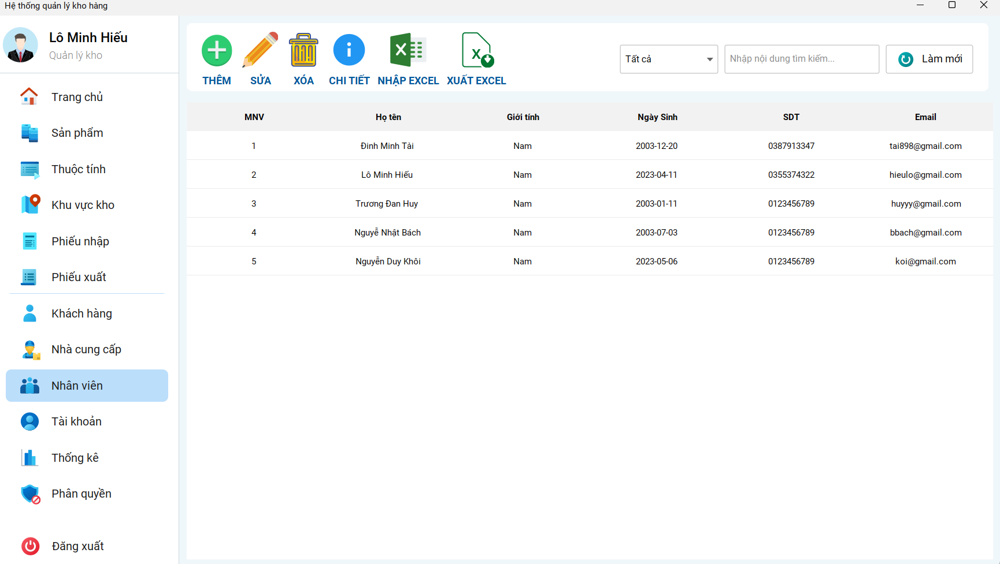 Hệ thống quản lý kho hàng
Lô Minh Hiếu
Quản lý kho
Trang chủ
Sản phẩm
Thuộc tính
Khu vực kho
Phiếu nhập
Phiếu xuất
Khách hàng
Nhà cung cấp
Nhân viên
Tài khoản
Thống kê
Phân quyền
Đăng xuất
THÊM SỬA XÓA CHI TIẾT NHẬP EXCEL XUẤT EXCEL
Tất cả Nhập nội dung tìm kiếm... Làm mới
MNV Họ tên Giới tính Ngày Sinh SDT Email
1 Đinh Minh Tài Nam 2003-12-20 0387913347 tai898@gmail.com
2 Lô Minh Hiếu Nam 2023-04-11 0355374322 hieulo@gmail.com
3 Trương Đan Huy Nam 2003-01-11 0123456789 huyyy@gmail.com
4 Nguyễ Nhật Bách Nam 2003-07-03 0123456789 bbach@gmail.com
5 Nguyễn Duy Khôi Nam 2023-05-06 0123456789 koi@gmail.com